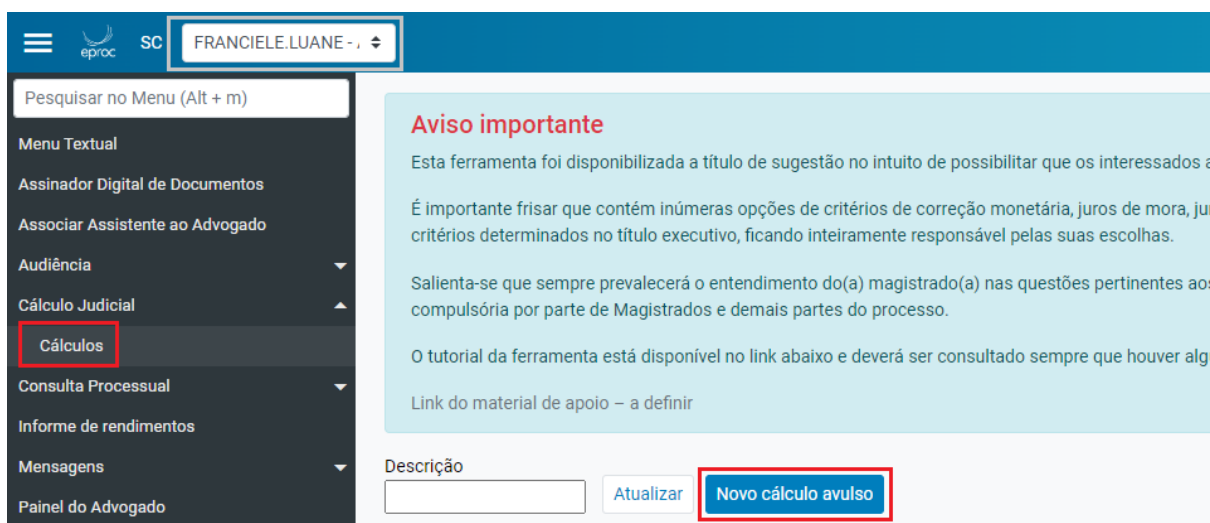 eproc
SC
FRANCIELE.LUANE -
Pesquisar no Menu (Alt + m)
Menu Textual
Assinador Digital de Documentos
Associar Assistente ao Advogado
Audiência
Cálculo Judicial
Cálculos
Consulta Processual
Informe de rendimentos
Mensagens
Painel do Advogado
Aviso importante
Esta ferramenta foi disponibilizada a título de sugestão no intuito de possibilitar que os interessados
É importante frisar que contém inúmeras opções de critérios de correção monetária, juros de mora,
critérios determinados no título executivo, ficando inteiramente responsável pelas suas escolhas.
Salienta-se que sempre prevalecerá o entendimento do(a) magistrado(a) nas questões pertinentes
compulsória por parte de Magistrados e demais partes do processo.
O tutorial da ferramenta está disponível no link abaixo e deverá ser consultado sempre que houver
Link do material de apoio – a definir
Descrição
Atualizar
Novo cálculo avulso